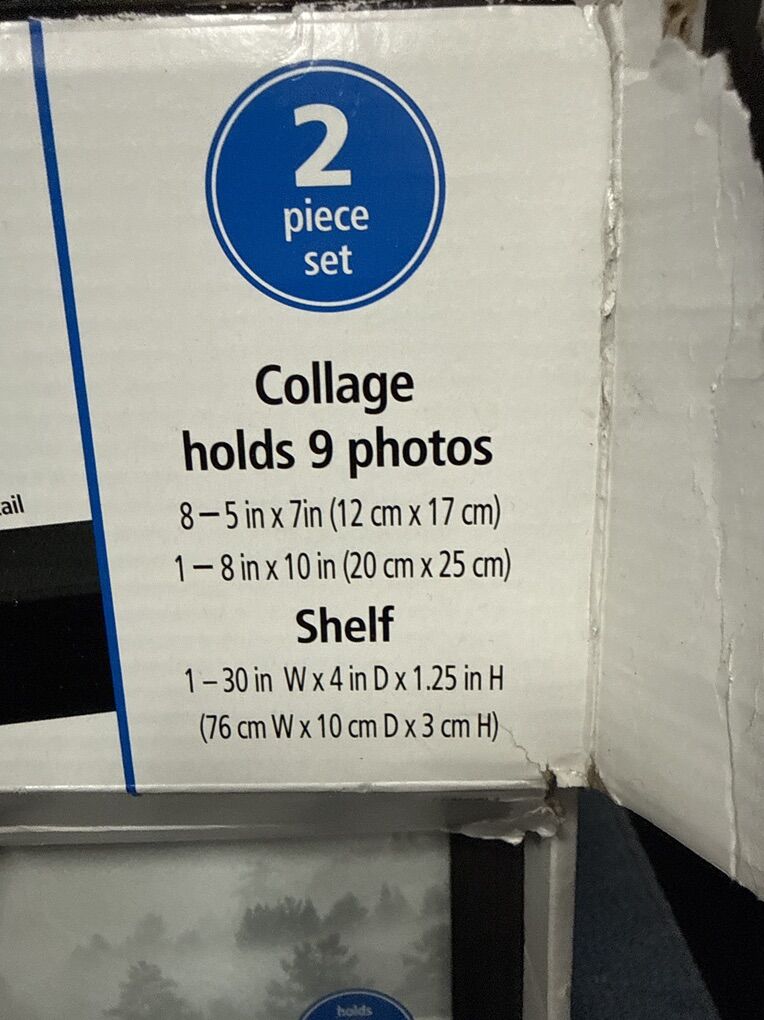 2
piece
set
Collage
holds 9 photos
8—5 in x 7in (12 cm x 17 cm)
1—8 in x 10 in (20 cm x 25 cm)
Shelf
1–30 in W x 4 in D x 1.25 in H
(76 cm W x 10 cm D x 3 cm H)
holds